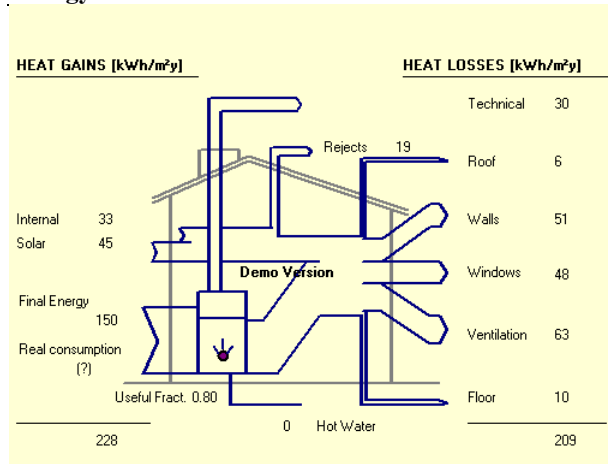 HEAT GAINS [kWh/m²y]
HEAT LOSSES [kWh/m²y]
Technical 30
Rejects 19
Roof 6
Internal 33
Walls 51
Solar 45
Demo Version
Windows 48
Final Energy
150
Ventilation 63
Real consumption
(?)
Useful Fract. 0.80
Floor 10
0 Hot Water
228
209